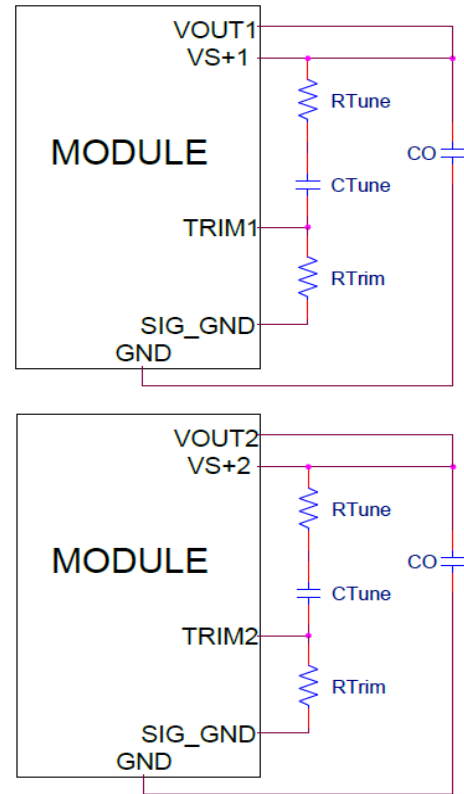 VOUT1
VS+1
RTune
MODULE
CO
CTune
TRIM1
RTrim
SIG_GND
GND
VOUT2
VS+2
RTune
MODULE
CO
CTune
TRIM2
RTrim
SIG_GND
GND